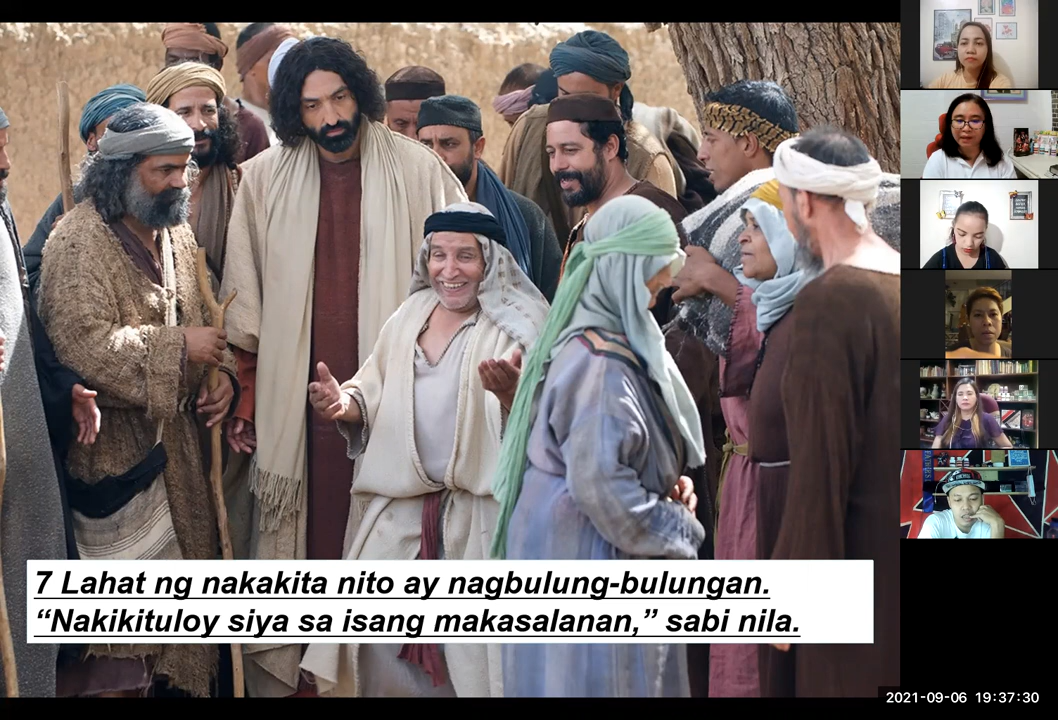 7 Lahat ng nakakita nito ay nagbulung-bulungan.
“Nakikituloy siya sa isang makasalanan,” sabi nila.
2021-09-06 19:37:30